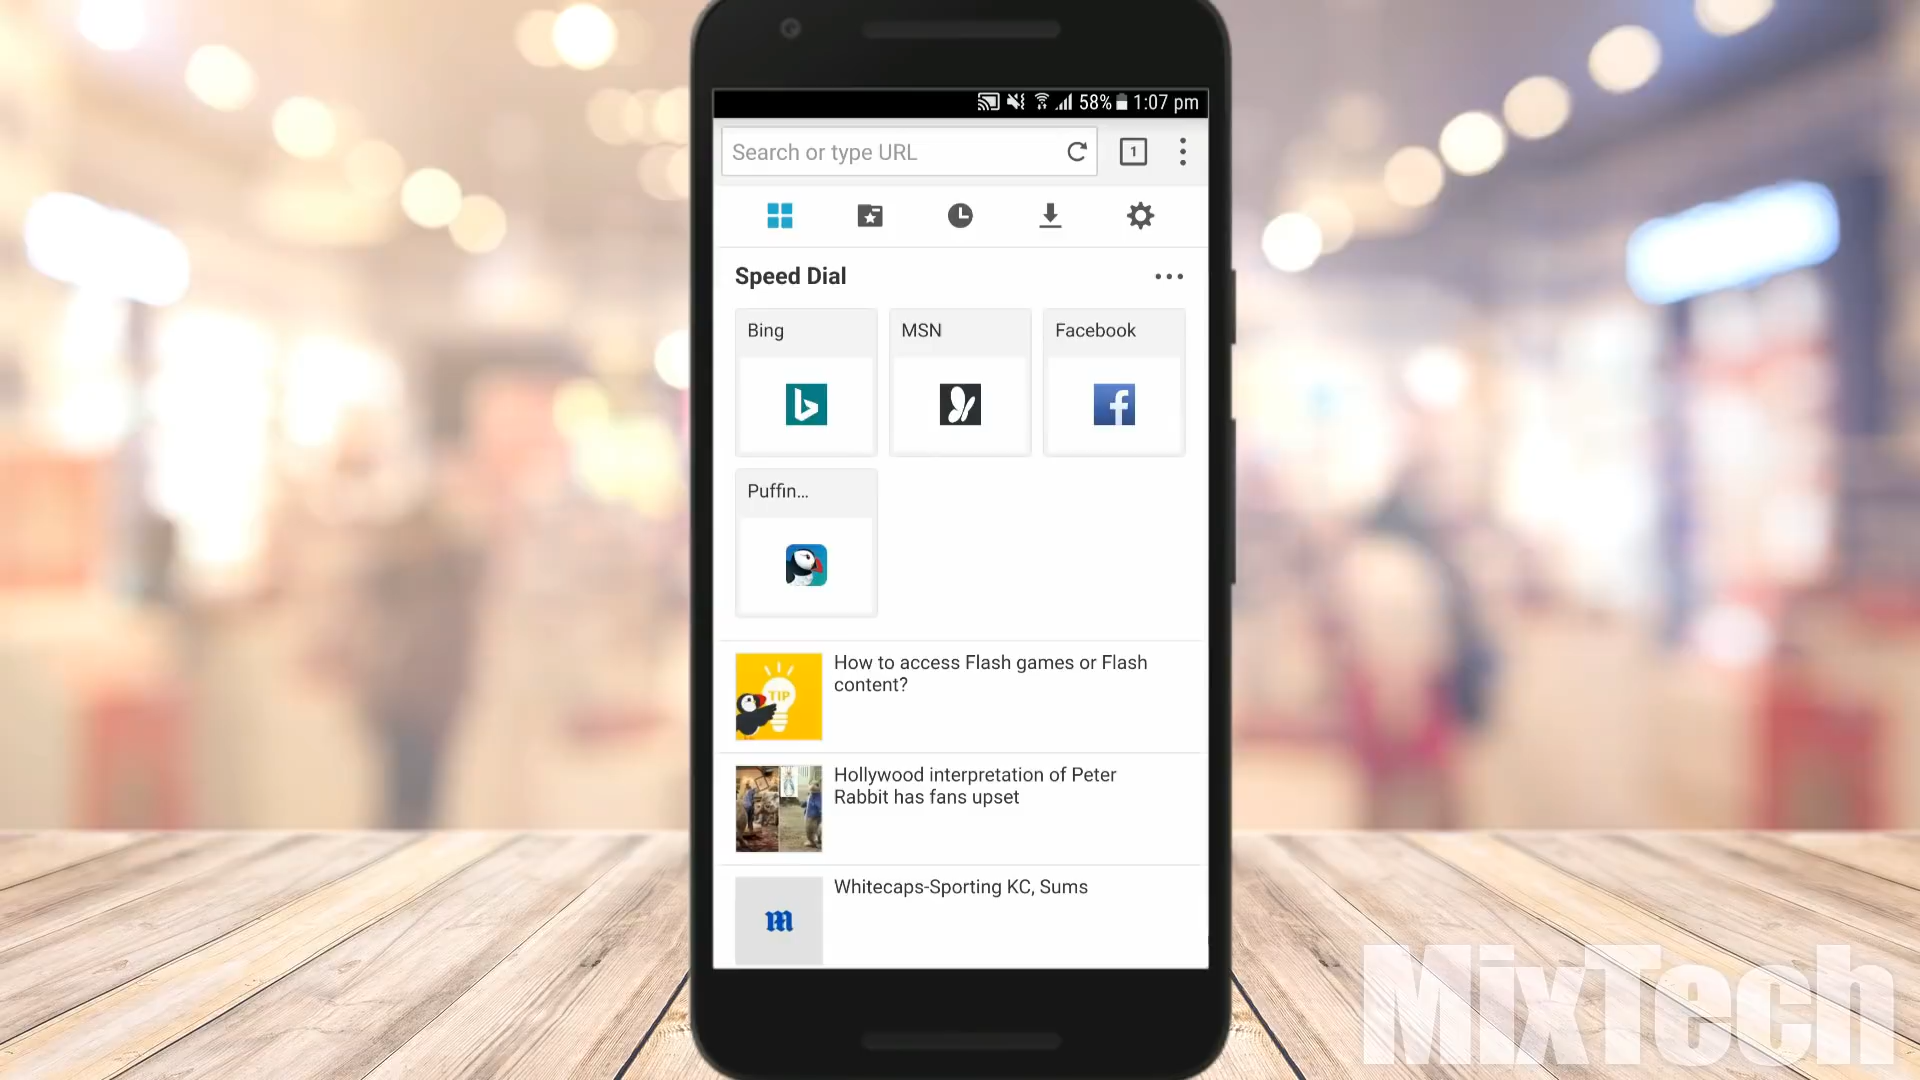 58% 1:07 pm
Search or type URL
1
Speed Dial
Bing
MSN
Facebook
Puffin...
TIP
How to access Flash games or Flash
content?
Hollywood interpretation of Peter
Rabbit has fans upset
m
Whitecaps-Sporting KC, Sums
MixTech